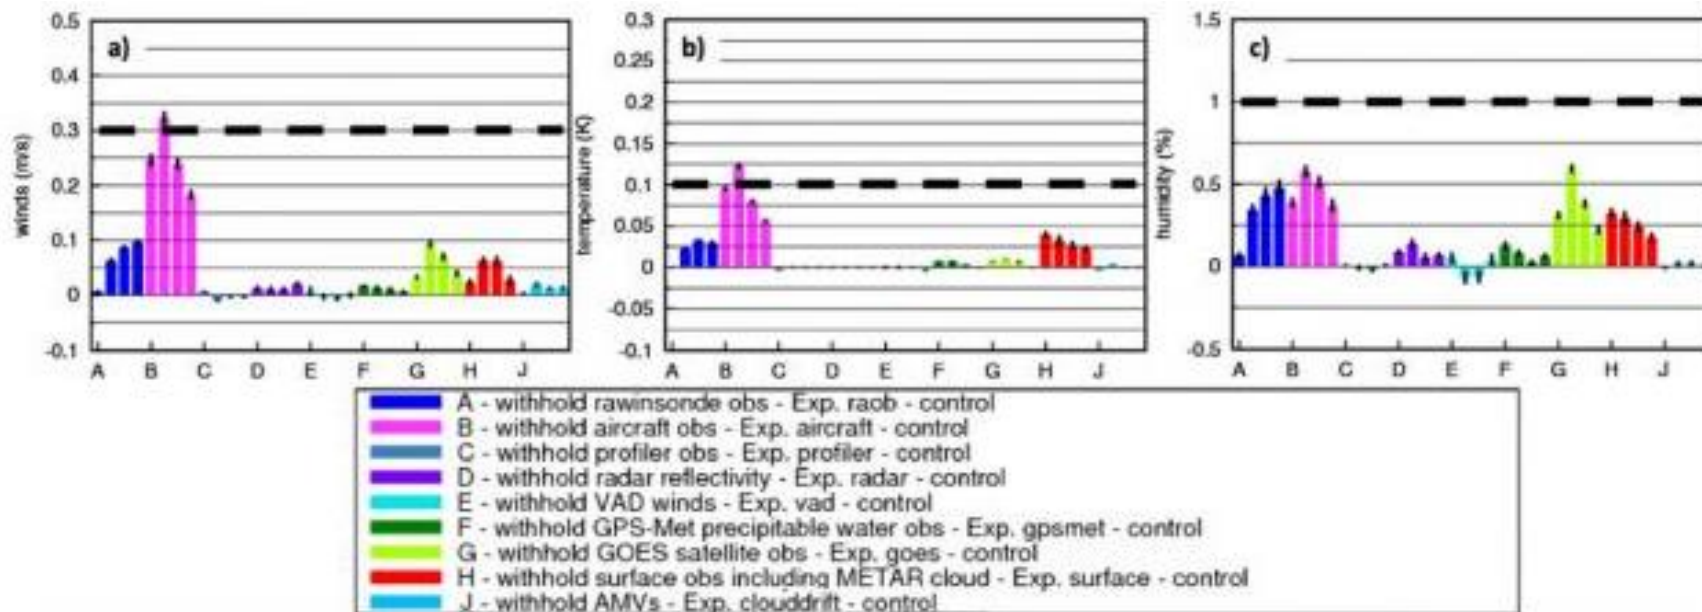 a)
winds (m/s)
0.5
0.4
0.3
0.2
0.1
0
-0.1
A B C D E F G H J
b)
temperature (K)
0.3
0.25
0.2
0.15
0.1
0.05
0
-0.05
-0.1
A B C D E F G H J
c)
humidity (%)
1.5
1
0.5
0
-0.5
A B C D E F G H J
A - withhold rawinsonde obs - Exp. raob - control
B - withhold aircraft obs - Exp. aircraft - control
C - withhold profiler obs - Exp. profiler - control
D - withhold radar reflectivity - Exp. radar - control
E - withhold VAD winds - Exp. vad - control
F - withhold GPS-Met precipitable water obs - Exp. gpsmet - control
G - withhold GOES satellite obs - Exp. goes - control
H - withhold surface obs including METAR cloud - Exp. surface - control
J - withhold AMVs - Exp. clouddrift - control